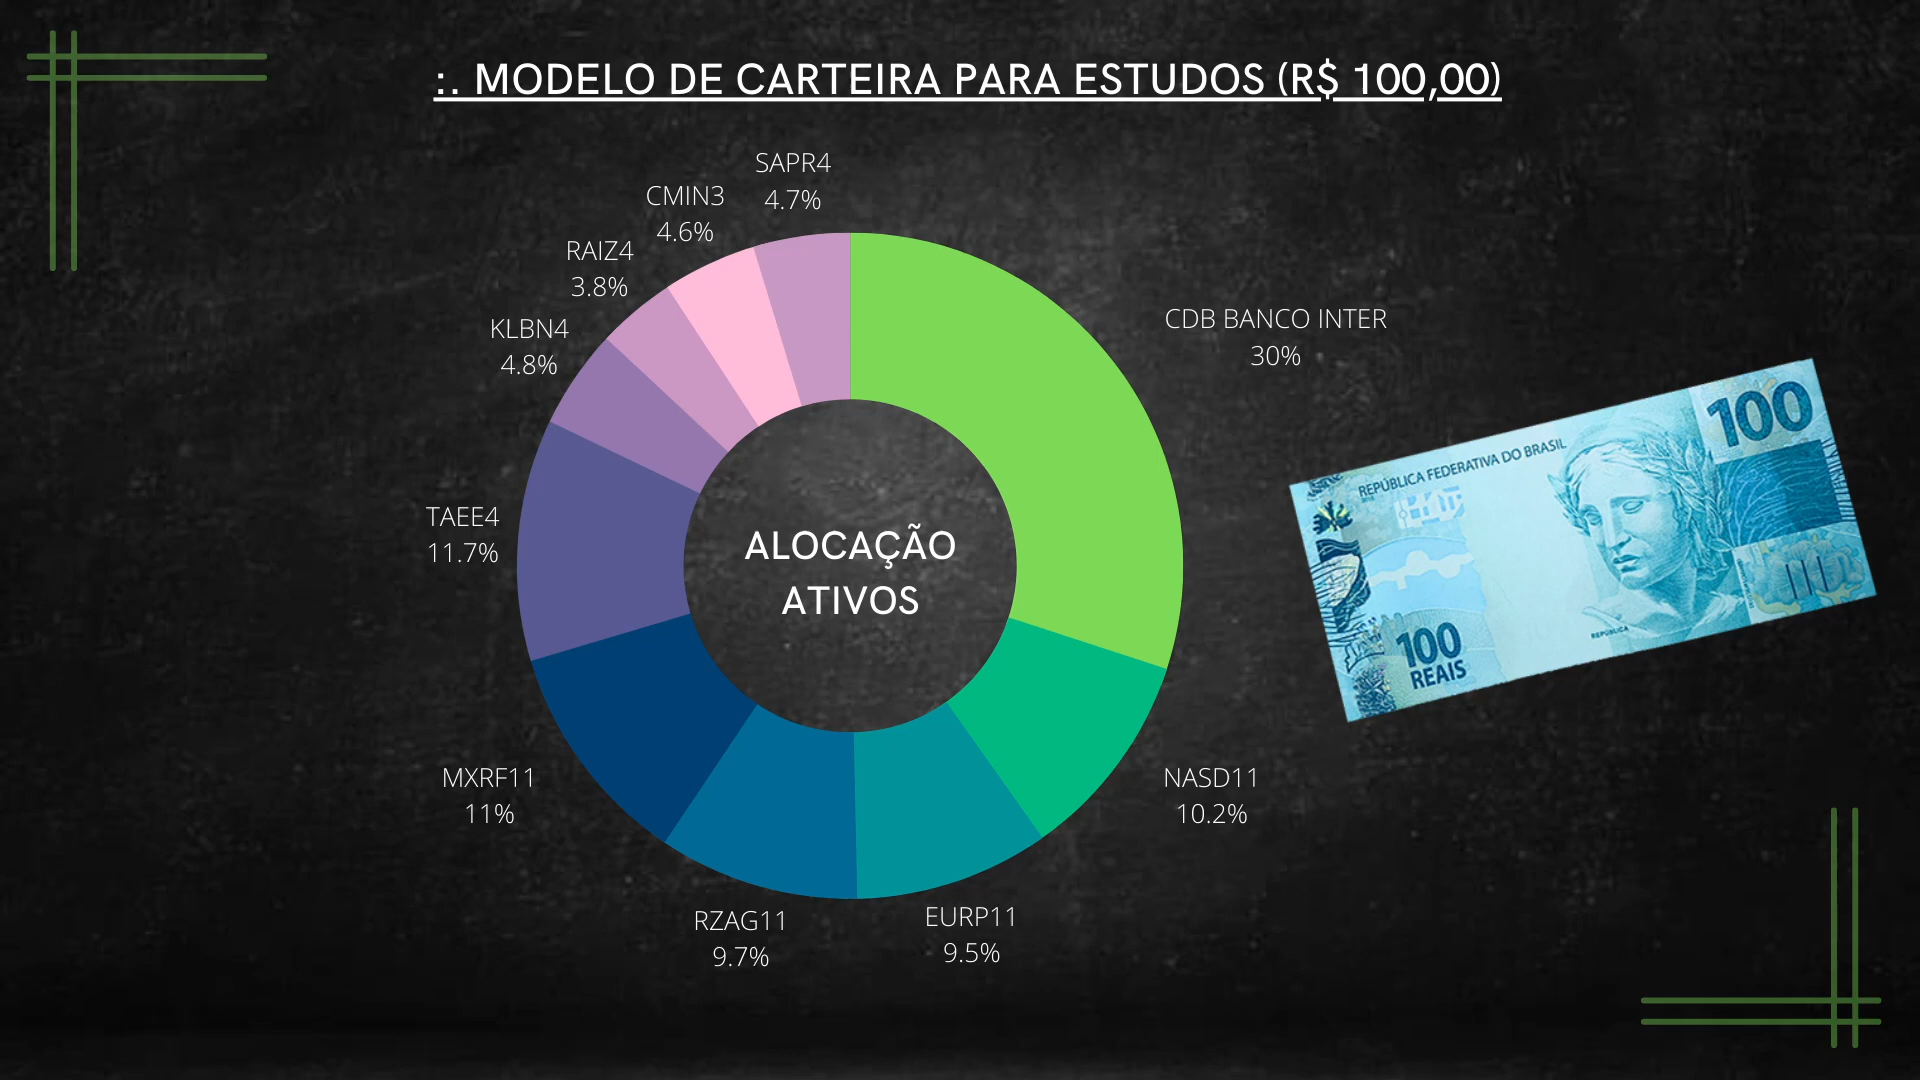 :. MODELO DE CARTEIRA PARA ESTUDOS (R$ 100,00)
SAPR4
4.7%
CMIN3
4.6%
RAIZ4
3.8%
KLBN4
4.8%
TAEE4
11.7%
MXRF11
11%
RZAG11
9.7%
EURP11
9.5%
NASD11
10.2%
CDB BANCO INTER
30%
ALOCAÇÃO
ATIVOS
REPÚBLICA FEDERATIVA DO BRASIL
100
100
REAIS
REPÚBLICA